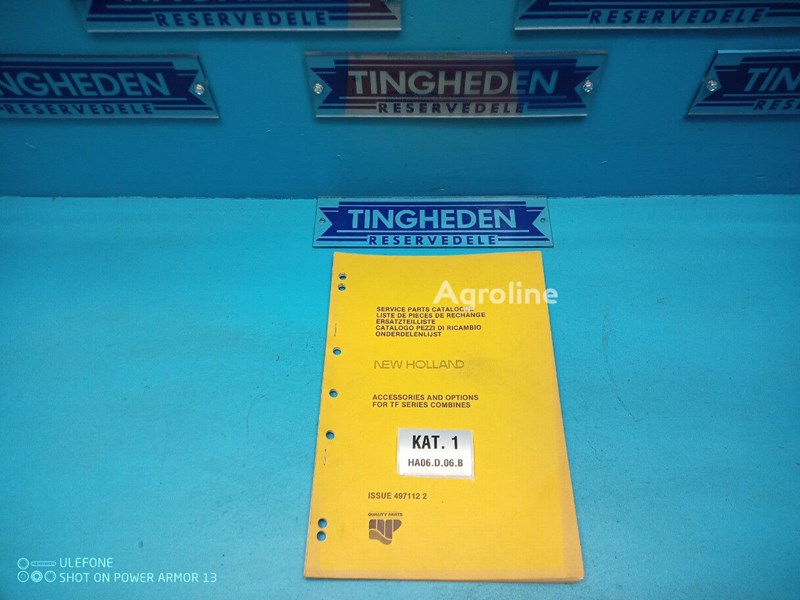 RESERVEDELE
RESERVEDELE
TINGHEDEN
RESERVEDELE
TINGHEDEN
RESERVEDELE
Agroline
SERVICE PARTS CATALOGUE
LISTE DE PIECES DE RECHANGE
ERSATZTEILLISTE
CATALOGO PEZZI DI RICAMBIO
ONDERDELENLIJST
NEW HOLLAND
ACCESSORIES AND OPTIONS
FOR TF SERIES COMBINES
KAT. 1
HA06.D.06.B
ISSUE 497112 2
QUALITY PARTS
ULEFONE
SHOT ON POWER ARMOR 13